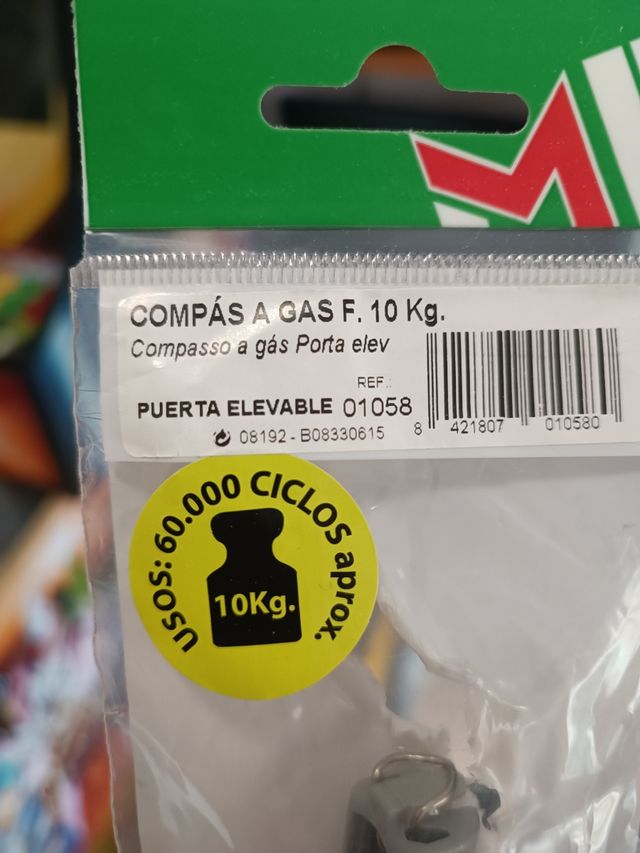 COMPÁS A GAS F. 10 Kg.
Compasso a gás Porta elev
REF.:
PUERTA ELEVABLE 01058
08192 - B08330615
8 421807 010580
USOS: 60.000 CICLOS aprox.
10Kg.